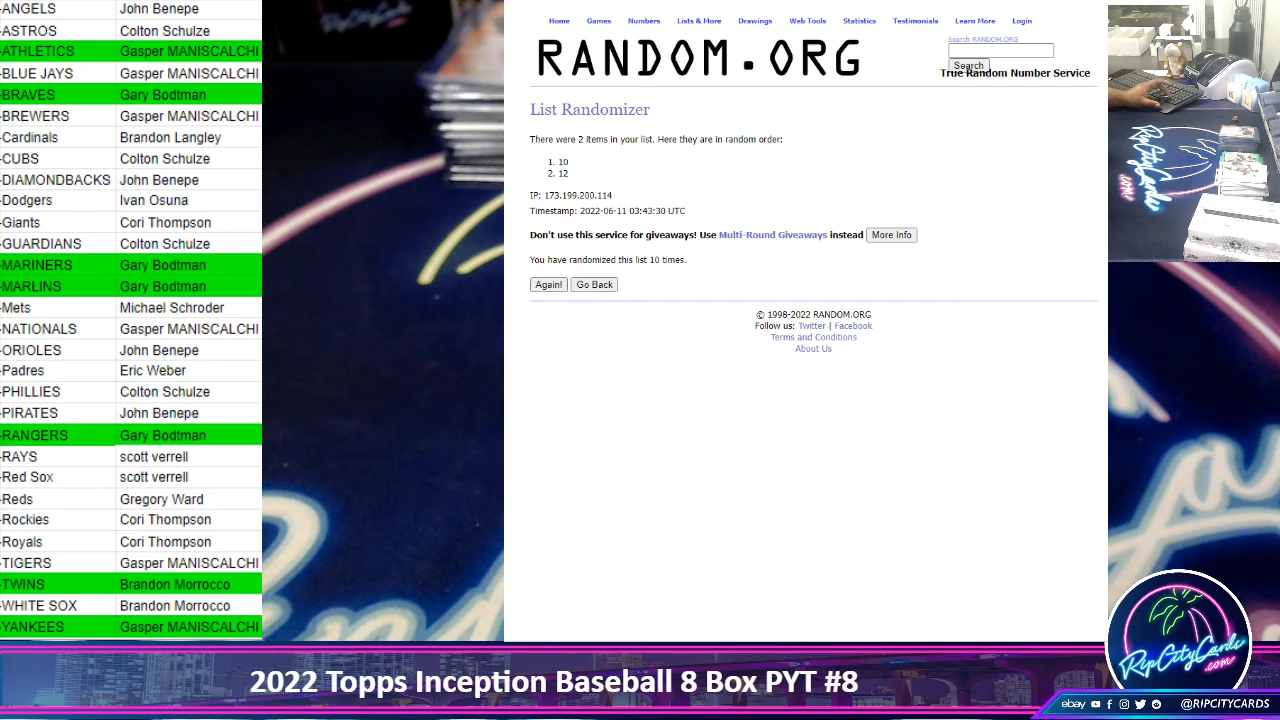 -ANGELS John Benepe
-ASTROS Colton Schulze
-ATHLETICS Gasper MANISCALCHI
-BLUE JAYS Gasper MANISCALCHI
-BRAVES Gary Bodtman
-BREWERS Gasper MANISCALCHI
-Cardinals Brandon Langley
-CUBS Colton Schulze
-DIAMONDBACKS John Benepe
-Dodgers Ivan Osuna
-Giants Cori Thompson
-GUARDIANS Colton Schulze
-MARINERS Gary Bodtman
-MARLINS Gary Bodtman
-Mets Michael Schroder
-NATIONALS Gasper MANISCALCHI
-ORIOLES John Benepe
-Padres Eric Weber
-PHILLIES Colton Schulze
-PIRATES John Benepe
-RANGERS Gary Bodtman
-RAYS scott verrell
-Red Sox scott verrell
-Reds Gregory Ward
-Rockies Cori Thompson
-Royals Cori Thompson
-TIGERS Gasper MANISCALCHI
-TWINS Brandon Morrocco
-WHITE SOX Brandon Morrocco
-YANKEES Gasper MANISCALCHI
Home Games Numbers Lists & More Drawings Web Tools Statistics Testimonials Learn More Login
RANDOM.ORG
Search RANDOM.ORG
Search
True Random Number Service
List Randomizer
There were 2 items in your list. Here they are in random order:
1. 10
2. 12
IP: 173.199.200.114
Timestamp: 2022-06-11 03:43:30 UTC
Don't use this service for giveaways! Use Multi-Round Giveaways instead More Info
You have randomized this list 10 times.
Again! Go Back
© 1998-2022 RANDOM.ORG
Follow us: Twitter | Facebook
Terms and Conditions
About Us
RipCityCards
.com
RipCityCards
.com
2022 Topps Inception Baseball 8 Box PYT #8
ebay @RIPCITYCARDS